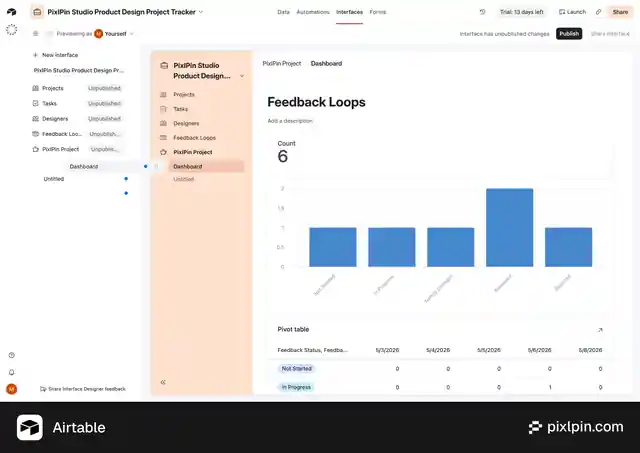 PixlPin Studio Product Design Project Tracker
Data Automations Interfaces Forms
Trial: 13 days left
Launch
Share
Previewing as M Yourself
Interface has unpublished changes
Publish
Share interface
+ New interface
PixlPin Studio Product Design Pr...
Projects Unpublished
Tasks Unpublished
Designers Unpublished
Feedback Loo... Unpublish...
PixlPin Project Unpublis...
Dashboard
Untitled
Share Interface Designer feedback
M
PixlPin Studio
Product Design...
Projects
Tasks
Designers
Feedback Loops
PixlPin Project
Dashboard
Untitled
PixlPin Project Dashboard
Feedback Loops
Add a description
Count
6
2
1.5
1
0.5
0
Not Started
In Progress
Reviewed
Pivot table
Feedback Status, Feedba... 5/3/2026 5/4/2026 5/5/2026 5/6/2026 5/8/2026
Not Started 0 0 0 0 0
In Progress 0 0 0 1 0
Airtable
pixlpin.com